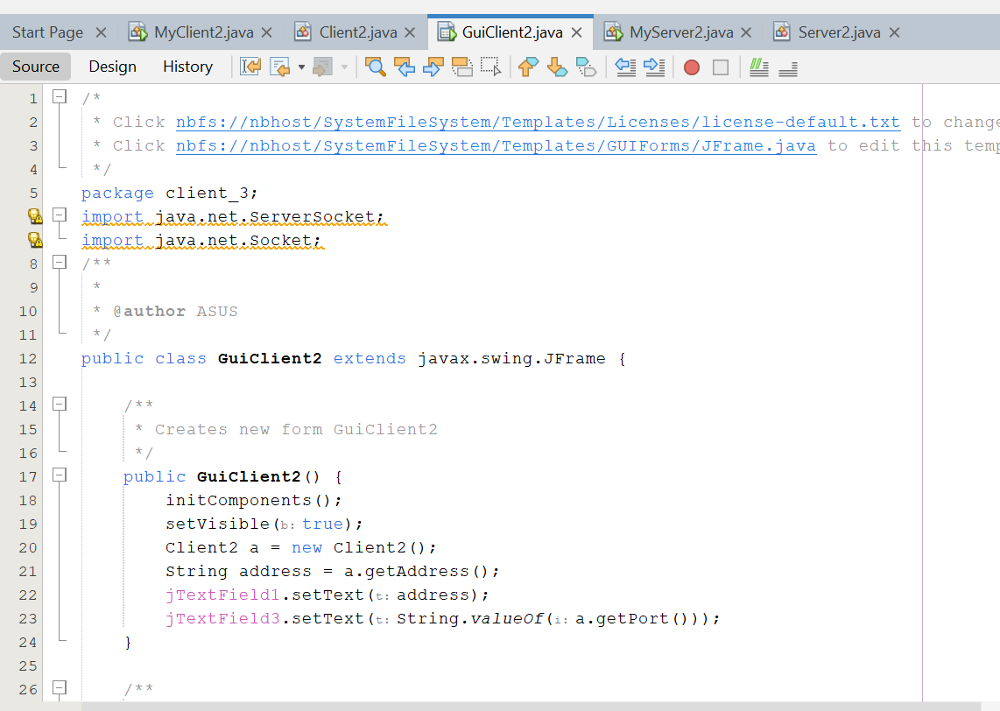 Start Page MyClient2.java Client2.java GuiClient2.java MyServer2.java Server2.java
Source Design History
1 /*
2 * Click nbfs://nbhost/SystemFileSystem/Templates/Licenses/license-default.txt to change
3 * Click nbfs://nbhost/SystemFileSystem/Templates/GUIForms/JFrame.java to edit this temp
4 */
5 package client_3;
import java.net.ServerSocket;
import java.net.Socket;
8 /**
9 *
10 * @author ASUS
11 */
12 public class GuiClient2 extends javax.swing.JFrame {
13
14 /**
15 * Creates new form GuiClient2
16 */
17 public GuiClient2() {
18 initComponents();
19 setVisible(b: true);
20 Client2 a = new Client2();
21 String address = a.getAddress();
22 jTextField1.setText(t: address);
23 jTextField3.setText(t: String.valueOf(i: a.getPort()));
24 }
25
26 /**